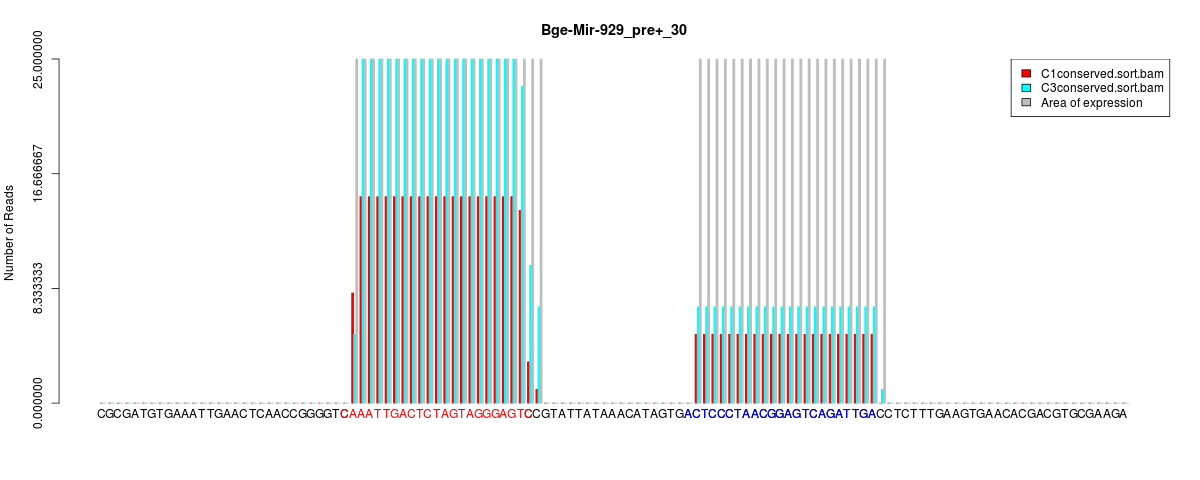 Bge-Mir-929_pre+_30
C1conserved.sort.bam
C3conserved.sort.bam
Area of expression
Number of Reads
25.000000
16.666667
8.333333
0.000000
CGCGATGTGAAATTGAACTCAACCGGGGTCAAATTGACTCTAGTAGGGAGTCCGTATTATAAACATAGTGACTCCCTAACGGAGTCAGATTGACCTCTTTGAAGTGAACACGACGTGCGAAGA